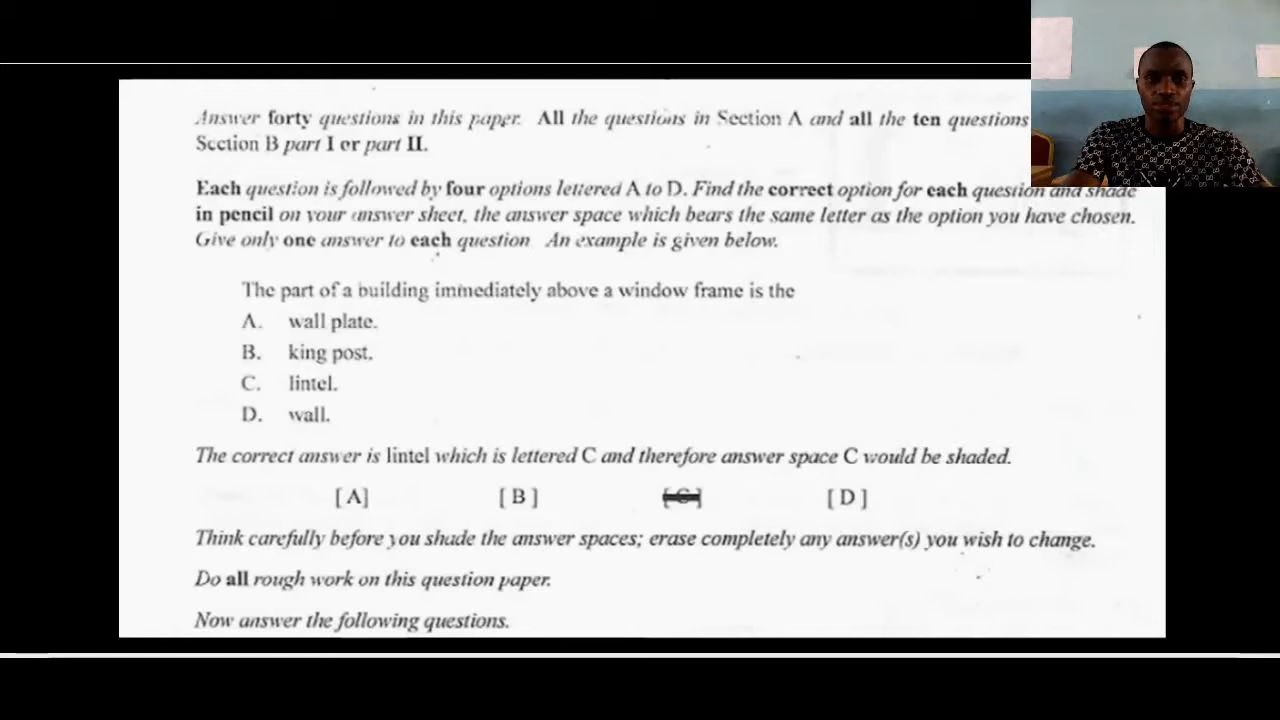 Answer forty questions in this paper. All the questions in Section A and all the ten questions
Section B part I or part II.
Each question is followed by four options lettered A to D. Find the correct option for each question and shade
in pencil on your answer sheet, the answer space which bears the same letter as the option you have chosen.
Give only one answer to each question An example is given below.
The part of a building immediately above a window frame is the
A. wall plate.
B. king post.
C. lintel.
D. wall.
The correct answer is lintel which is lettered C and therefore answer space C would be shaded.
[ A] [ B ] [ C ] [ D ]
Think carefully before you shade the answer spaces; erase completely any answer(s) you wish to change.
Do all rough work on this question paper.
Now answer the following questions.